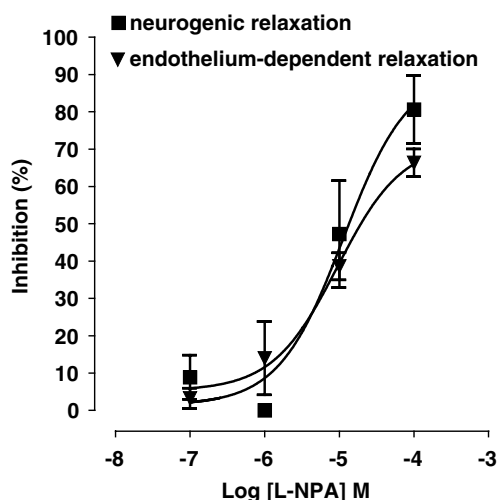 neurogenic relaxation
endothelium-dependent relaxation
100
90
80
70
60
50
40
30
20
10
0
Inhibition (%)
-8 -7 -6 -5 -4 -3
Log [L-NPA] M